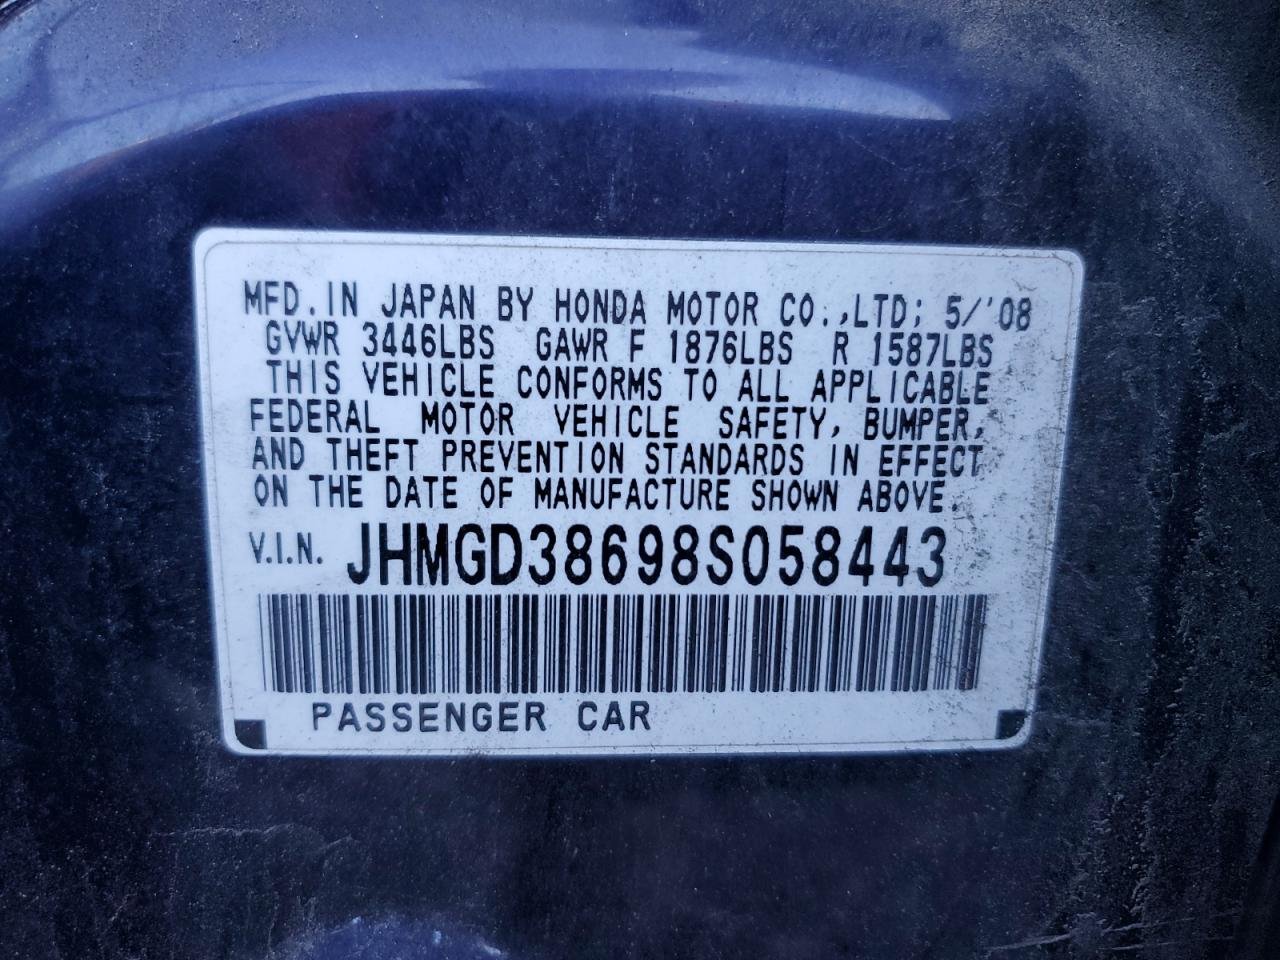 MFD. IN JAPAN BY HONDA MOTOR CO.,LTD; 5/'08
GVWR 3446LBS GAWR F 1876LBS R 1587LBS
THIS VEHICLE CONFORMS TO ALL APPLICABLE
FEDERAL MOTOR VEHICLE SAFETY, BUMPER,
AND THEFT PREVENTION STANDARDS IN EFFECT
ON THE DATE OF MANUFACTURE SHOWN ABOVE.
V.I.N. JHMGD38698S058443
PASSENGER CAR